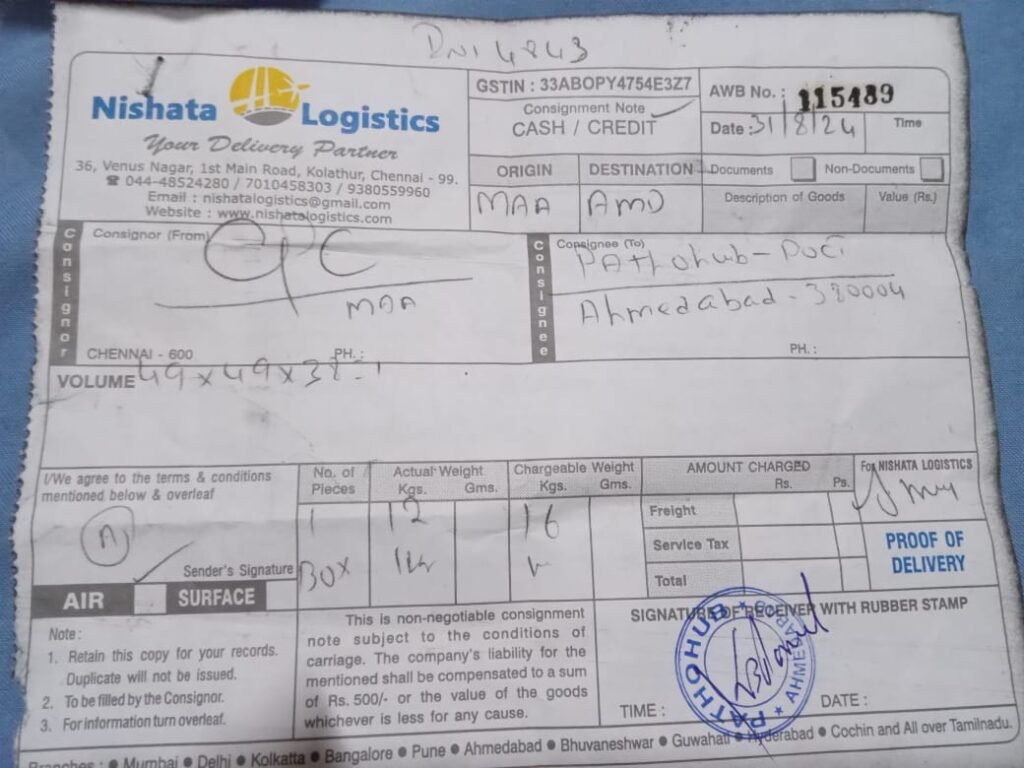 DNI 4843
Nishata Logistics
Your Delivery Partner
36, Venus Nagar, 1st Main Road, Kolathur, Chennai - 99.
☎ 044-48524280 / 7010458303 / 9380559960
Email : nishatalogistics@gmail.com
Website : www.nishatalogistics.com
GSTIN : 33ABOPY4754E3Z7
Consignment Note
CASH / CREDIT
AWB No. : 115489
Date : 31/8/24 Time
ORIGIN DESTINATION
MAA AMD
Documents Non-Documents
Description of Goods Value (Rs.)
Consignor
Consignor (From)
MAA
CHENNAI - 600 PH. :
Consignee
Consignee (To)
Pathohub-
Ahmedabad - 380004
PH. :
VOLUME 49x49x32-1
I/We agree to the terms & conditions
mentioned below & overleaf
Sender's Signature
AIR SURFACE
No. of Pieces
Actual Weight
Kgs. Gms.
Chargeable Weight
Kgs. Gms.
1 12 16
Box
AMOUNT CHARGED
Rs. Ps.
Freight
Service Tax
Total
For NISHATA LOGISTICS
PROOF OF
DELIVERY
Note :
1. Retain this copy for your records.
Duplicate will not be issued.
2. To be filled by the Consignor.
3. For information turn overleaf.
This is non-negotiable consignment
note subject to the conditions of
carriage. The company's liability for the
mentioned shall be compensated to a sum
of Rs. 500/- or the value of the goods
whichever is less for any cause.
SIGNATURE OF RECEIVER WITH RUBBER STAMP
PATHOHUB ★ AHMEDABAD ★
TIME : DATE :
Branches : ● Mumbai ● Delhi ● Kolkatta ● Bangalore ● Pune ● Ahmedabad ● Bhuvaneshwar ● Guwahati ● Hyderabad ● Cochin and All over Tamilnadu.